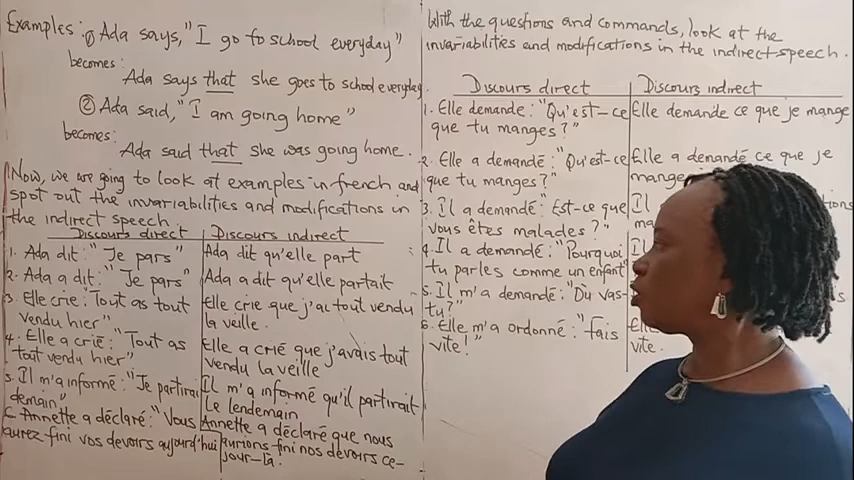 Examples: ① Ada says, "I go to school everyday"
becomes:
Ada says that she goes to school everyday.
② Ada said, "I am going home"
becomes:
Ada said that she was going home.
Now, we are going to look at examples in french and
spot out the invariabilities and modifications in
the indirect speech.
Discours direct Discours indirect
1. Ada dit: "Je pars" Ada dit qu'elle part
2. Ada a dit: "Je pars" Ada a dit qu'elle partait
3. Elle crie: "Tout as tout Elle crie que j'ai tout vendu
vendu hier" la veille.
4. Elle a crié: "Tout as Elle a crié que j'avais tout
tout vendu hier" vendu la veille
5. Il m'a informé: "Je partirai Il m'a informé qu'il partirait
demain" Le lendemain
6 Annette a déclaré: "Vous Annette a déclaré que nous
aurez fini vos devoirs aujourd'hui aurions fini nos devoirs ce-
jour-là.
With the questions and commands, look at the
invariabilities and modifications in the indirect speech.
Discours direct Discours indirect
1. Elle demande: "Qu'est-ce Elle demande ce que je mange
que tu manges?"
2. Elle a demandé: "Qu'est-ce Elle a demandé ce que je
que tu manges?" mange
3. Il a demandé: "Est-ce que Il
vous êtes malades?" ma
4. Il a demandé: "Pourquoi Il
tu parles comme un enfant"
5. Il m'a demandé: "Où vas- Il
tu?"
6. Elle m'a ordonné: "fais Elle
vite!" vite.